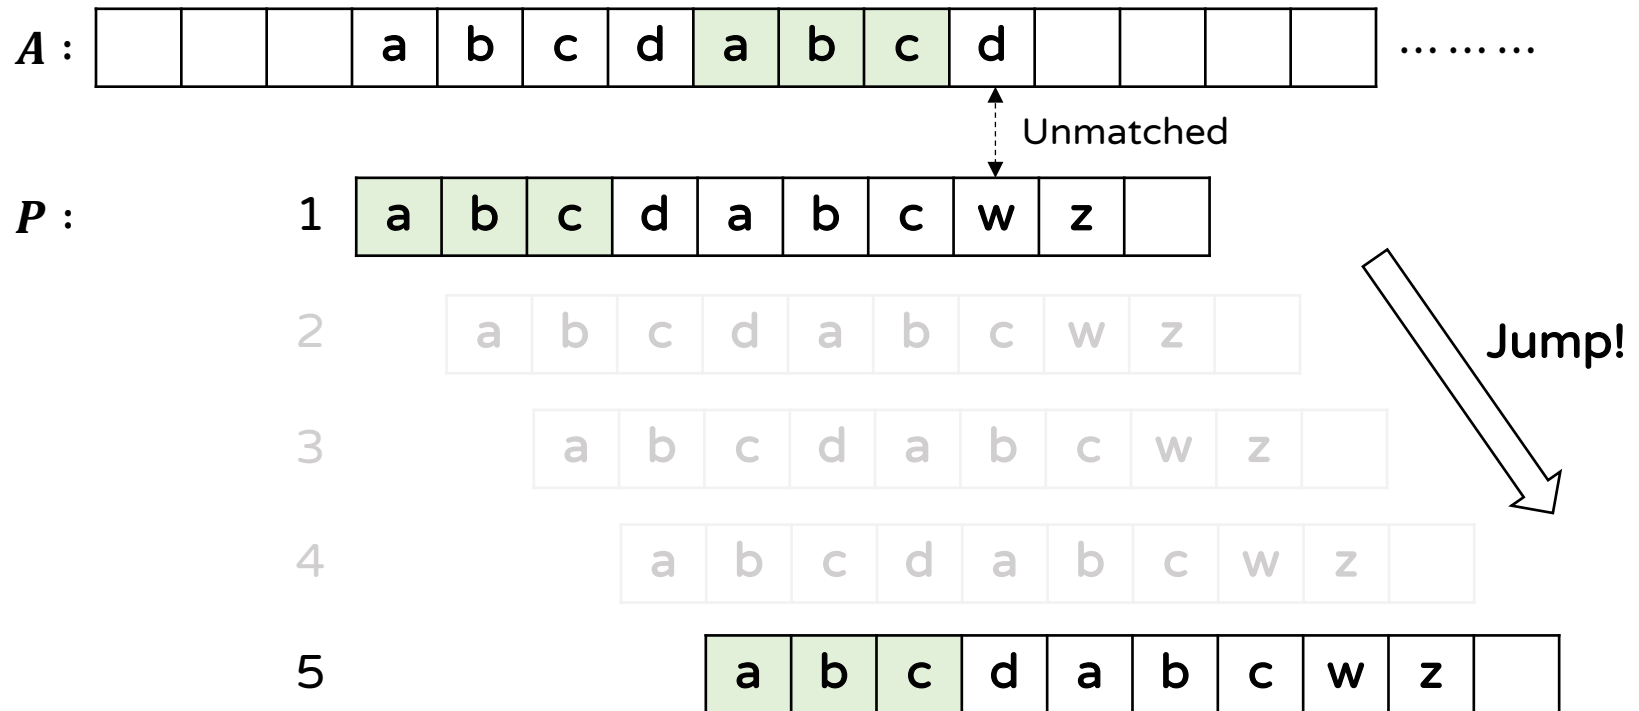 A : a b c d a b c d ... ... ...
Unmatched
P : 1 a b c d a b c w z
2 a b c d a b c w z
Jump!
3 a b c d a b c w z
4 a b c d a b c w z
5 a b c d a b c w z